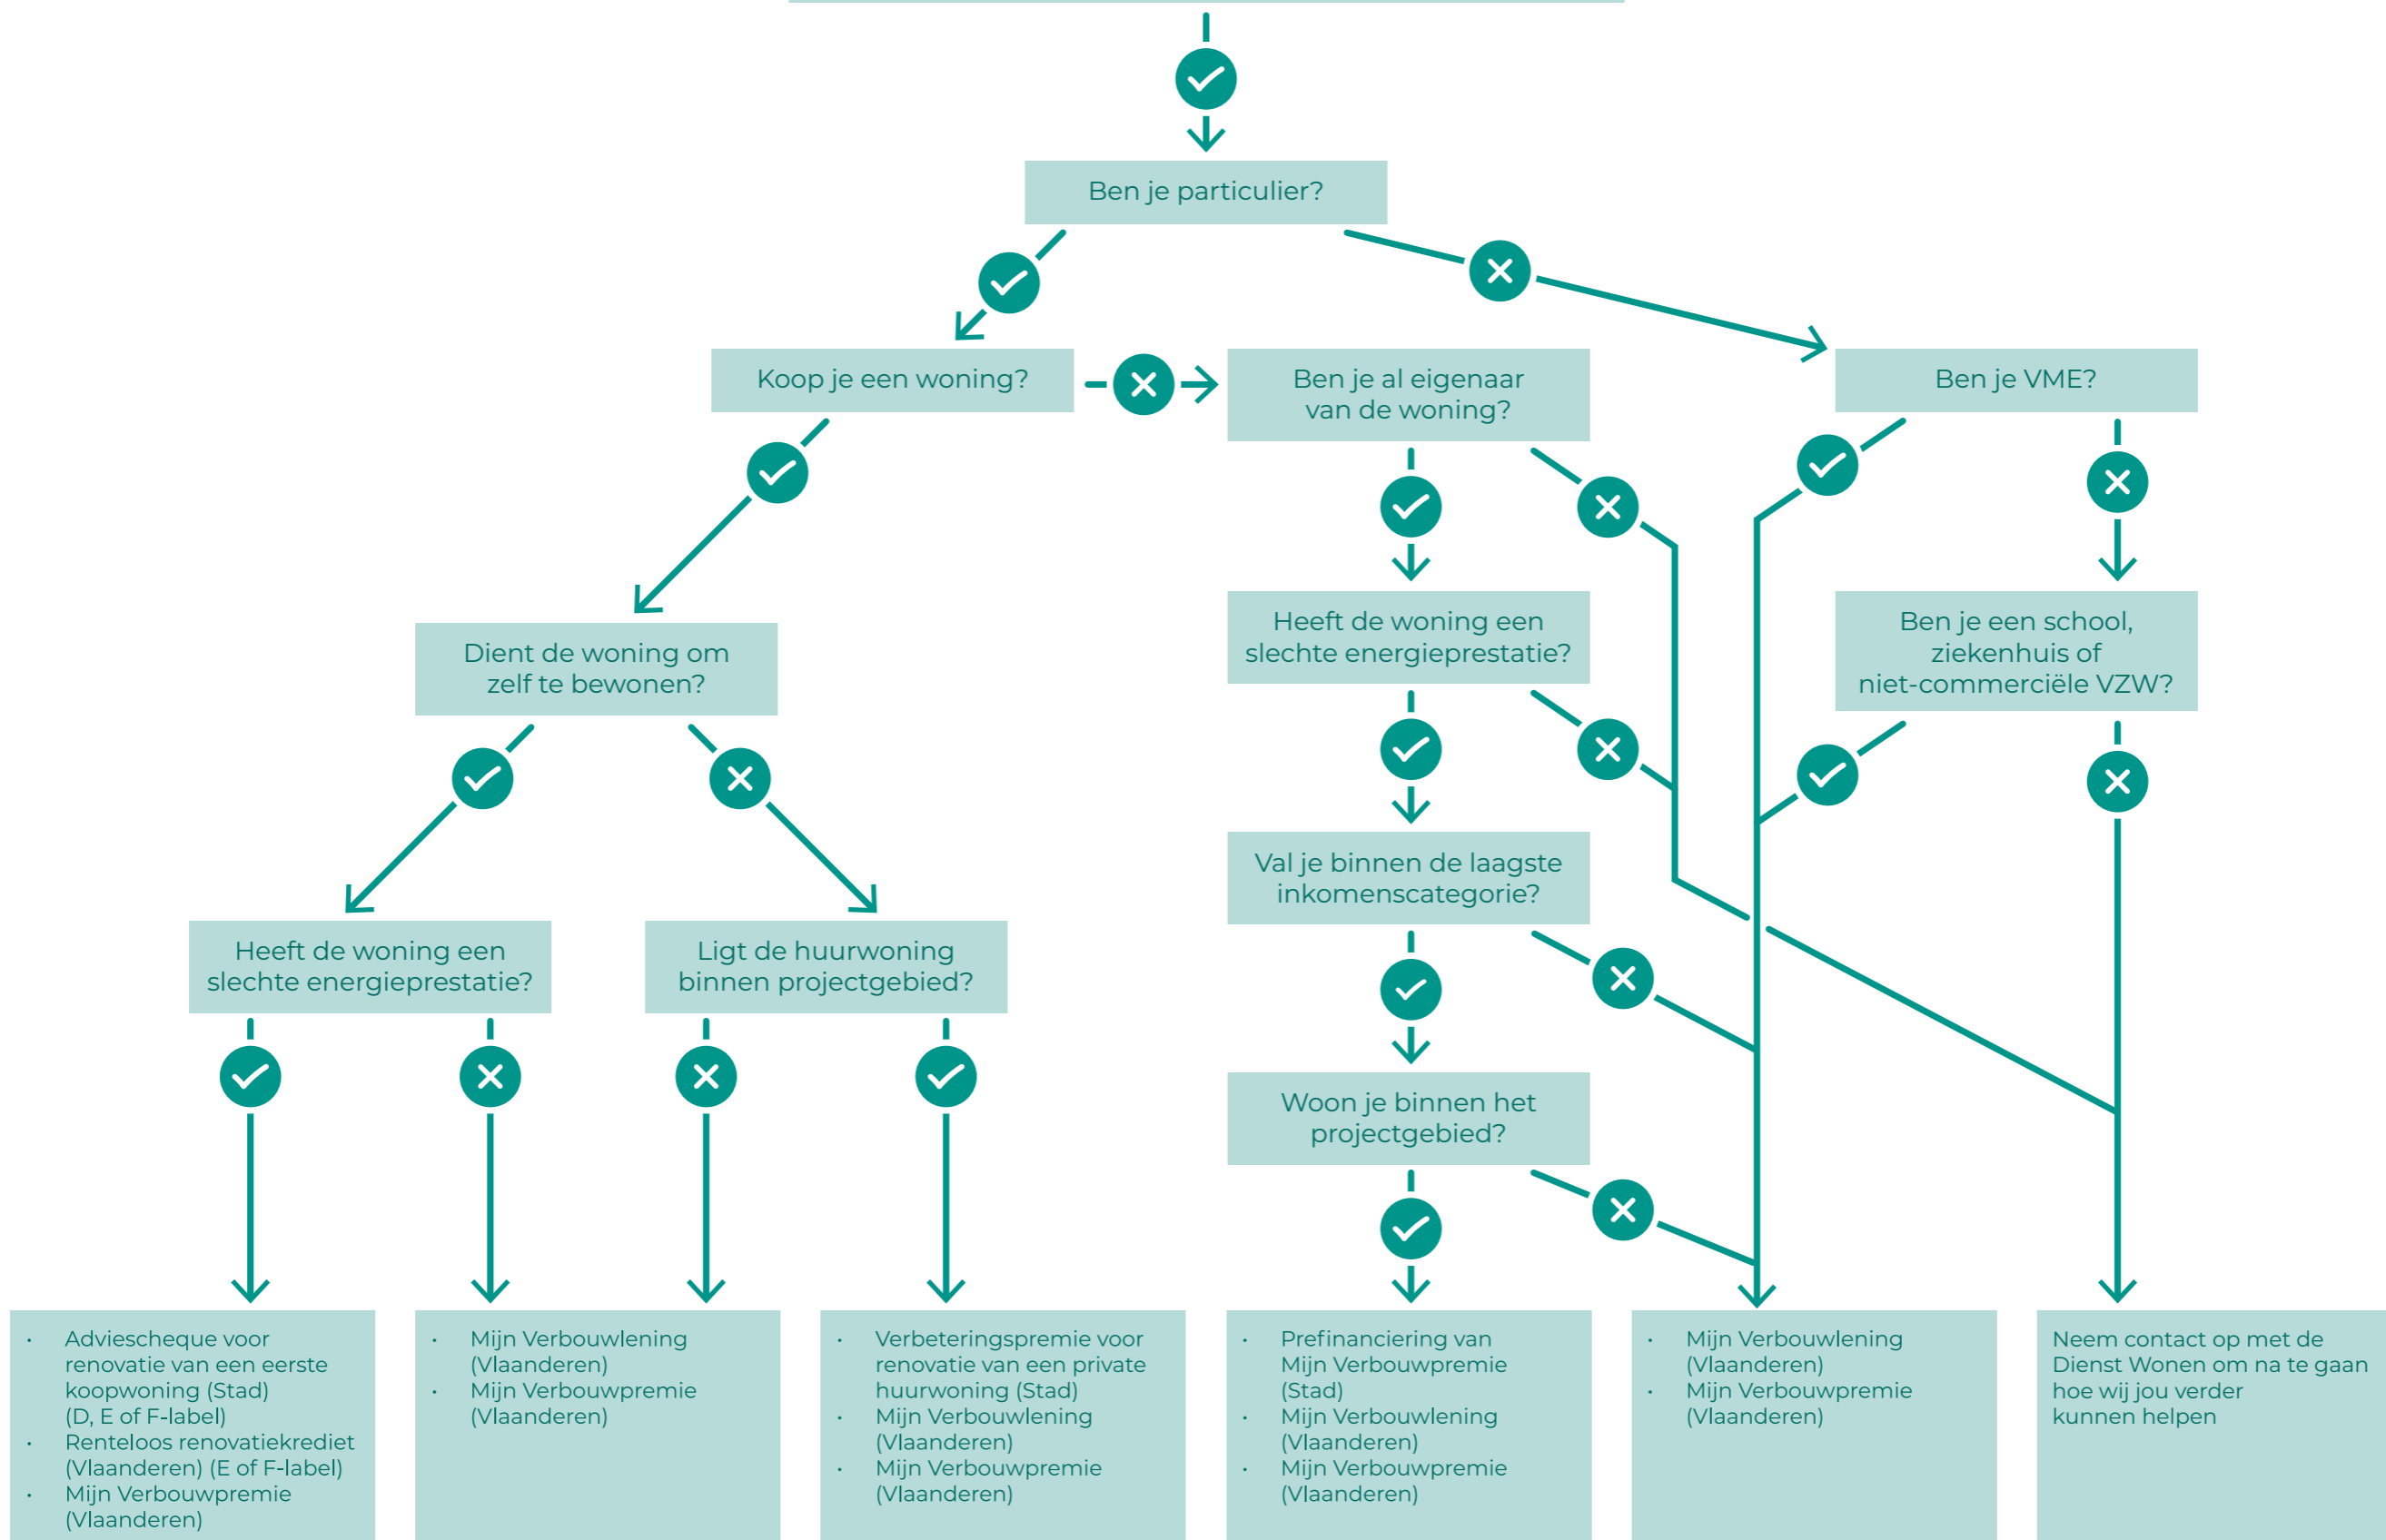 Ben je particulier?
Koop je een woning?
Ben je al eigenaar
van de woning?
Ben je VME?
Dient de woning om
zelf te bewonen?
Heeft de woning een
slechte energieprestatie?
Ben je een school,
ziekenhuis of
niet-commerciële VZW?
Val je binnen de laagste
inkomenscategorie?
Heeft de woning een
slechte energieprestatie?
Ligt de huurwoning
binnen projectgebied?
Woon je binnen het
projectgebied?
• Adviescheque voor
renovatie van een eerste
koopwoning (Stad)
(D, E of F-label)
• Renteloos renovatiekrediet
(Vlaanderen) (E of F-label)
• Mijn Verbouwpremie
(Vlaanderen)
• Mijn Verbouwlening
(Vlaanderen)
• Mijn Verbouwpremie
(Vlaanderen)
• Verbeteringspremie voor
renovatie van een private
huurwoning (Stad)
• Mijn Verbouwlening
(Vlaanderen)
• Mijn Verbouwpremie
(Vlaanderen)
• Prefinanciering van
Mijn Verbouwpremie
(Stad)
• Mijn Verbouwlening
(Vlaanderen)
• Mijn Verbouwpremie
(Vlaanderen)
• Mijn Verbouwlening
(Vlaanderen)
• Mijn Verbouwpremie
(Vlaanderen)
Neem contact op met de
Dienst Wonen om na te gaan
hoe wij jou verder
kunnen helpen